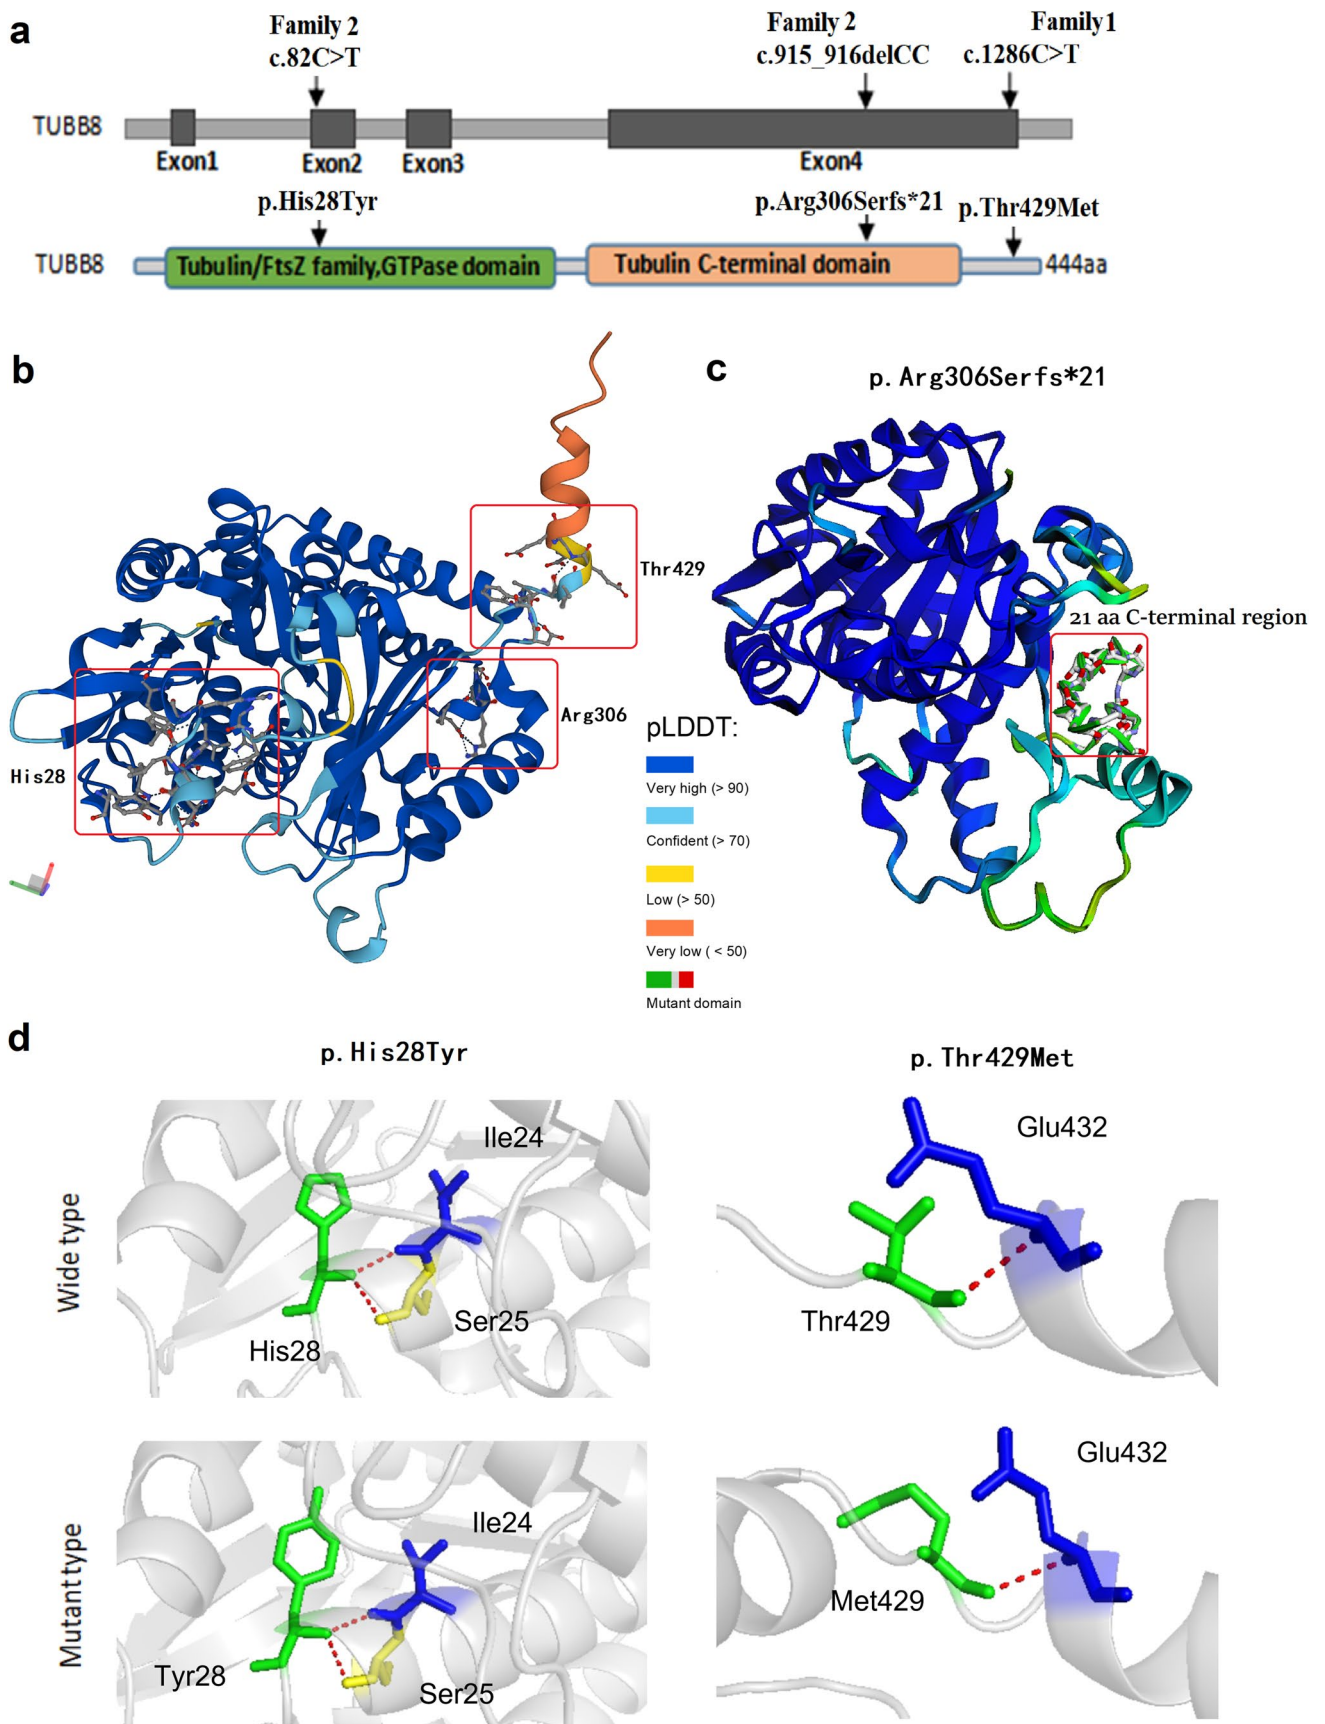 a
Family 2
c.82C>T
Family 2
c.915_916delCC
Family1
c.1286C>T
TUBB8
Exon1
Exon2
Exon3
Exon4
p.His28Tyr
p.Arg306Serfs*21
p.Thr429Met
TUBB8
Tubulin/FtsZ family,GTPase domain
Tubulin C-terminal domain
444aa
b
Thr429
Arg306
His28
c
p.Arg306Serfs*21
21 aa C-terminal region
pLDDT:
Very high (> 90)
Confident (> 70)
Low (> 50)
Very low ( < 50)
Mutant domain
d
p.His28Tyr
p.Thr429Met
Wide type
Ile24
Ser25
His28
Glu432
Thr429
Mutant type
Ile24
Tyr28
Ser25
Glu432
Met429